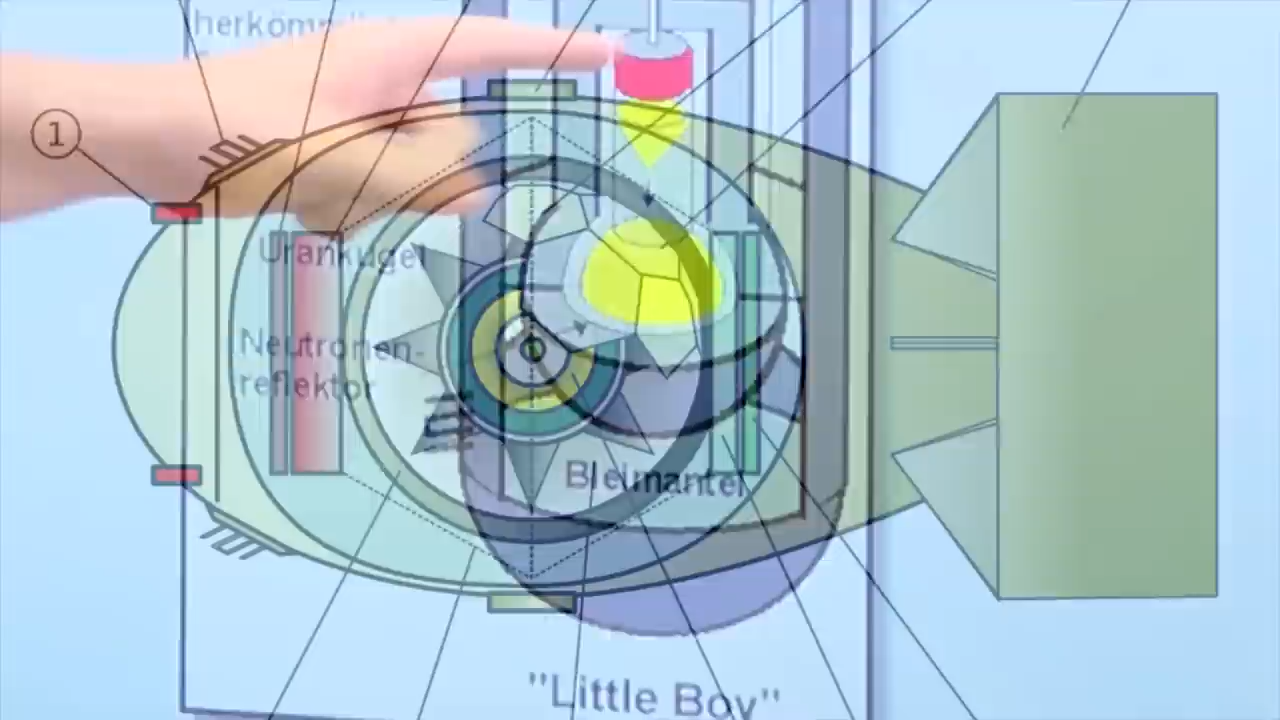 ①
Urankugel
Neutronen-
reflektor
Bleimantel
"Little Boy"